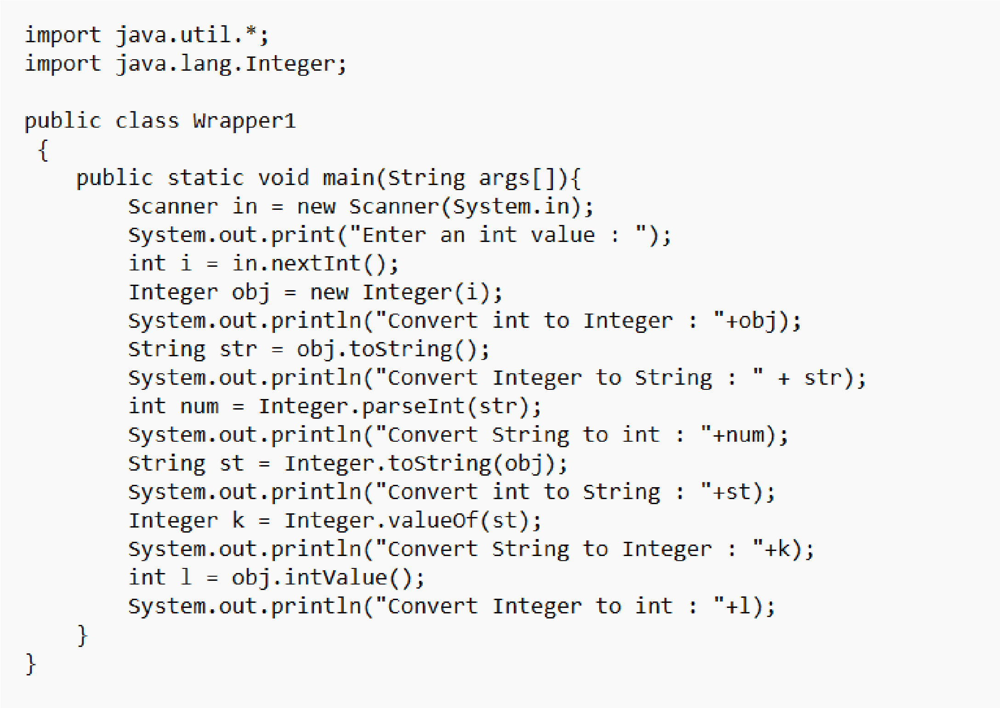 import java.util.*;
import java.lang.Integer;

public class Wrapper1
 {
    public static void main(String args[]){
        Scanner in = new Scanner(System.in);
        System.out.print("Enter an int value : ");
        int i = in.nextInt();
        Integer obj = new Integer(i);
        System.out.println("Convert int to Integer : "+obj);
        String str = obj.toString();
        System.out.println("Convert Integer to String : " + str);
        int num = Integer.parseInt(str);
        System.out.println("Convert String to int : "+num);
        String st = Integer.toString(obj);
        System.out.println("Convert int to String : "+st);
        Integer k = Integer.valueOf(st);
        System.out.println("Convert String to Integer : "+k);
        int l = obj.intValue();
        System.out.println("Convert Integer to int : "+l);
    }
}